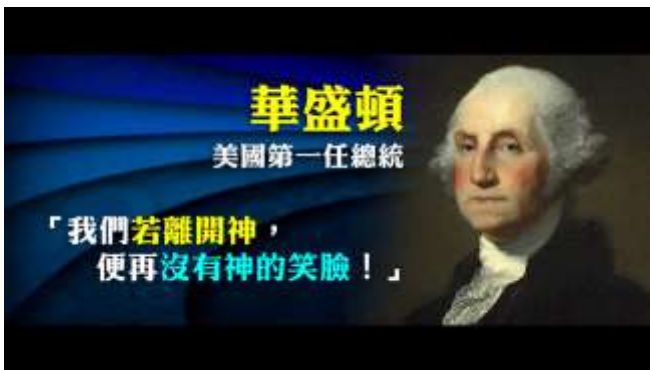 華盛頓
美國第一任總統
「我們若離開神，
便再沒有神的笑臉！」